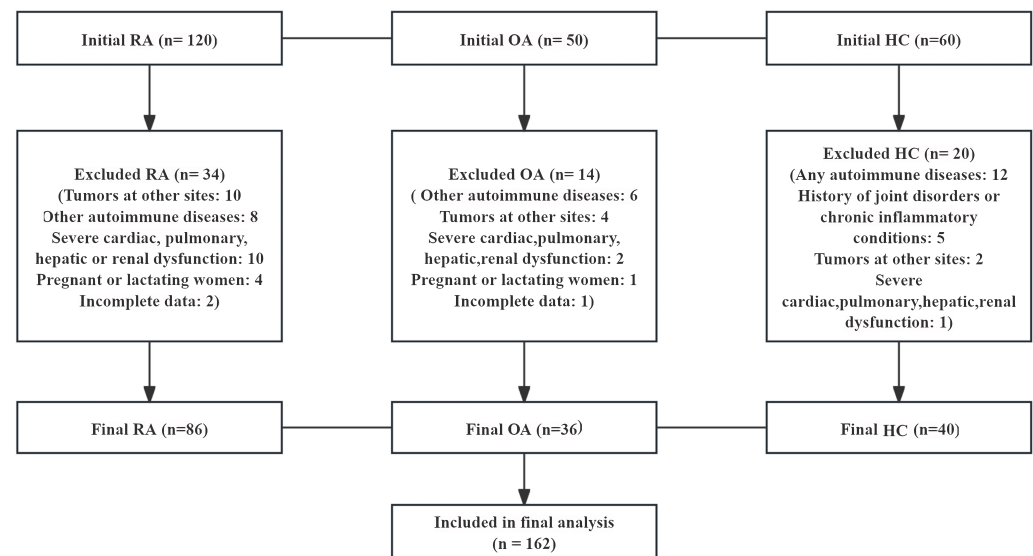 Initial RA (n= 120)
Initial OA (n= 50)
Initial HC (n=60)
Excluded RA (n= 34)
(Tumors at other sites: 10
Other autoimmune diseases: 8
Severe cardiac, pulmonary,
hepatic or renal dysfunction: 10
Pregnant or lactating women: 4
Incomplete data: 2)
Excluded OA (n= 14)
( Other autoimmune diseases: 6
Tumors at other sites: 4
Severe cardiac,pulmonary,
hepatic,renal dysfunction: 2
Pregnant or lactating women: 1
Incomplete data: 1)
Excluded HC (n= 20)
(Any autoimmune diseases: 12
History of joint disorders or
chronic inflammatory
conditions: 5
Tumors at other sites: 2
Severe
cardiac,pulmonary,hepatic,renal
dysfunction: 1)
Final RA (n=86)
Final OA (n=36)
Final HC (n=40)
Included in final analysis
(n = 162)